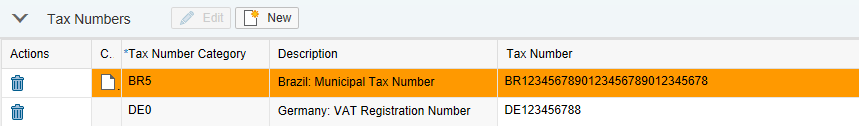 Tax Numbers Edit New
Actions C. *Tax Number Category Description Tax Number
BR5 Brazil: Municipal Tax Number BR1234567890123456789012345678
DE0 Germany: VAT Registration Number DE123456788